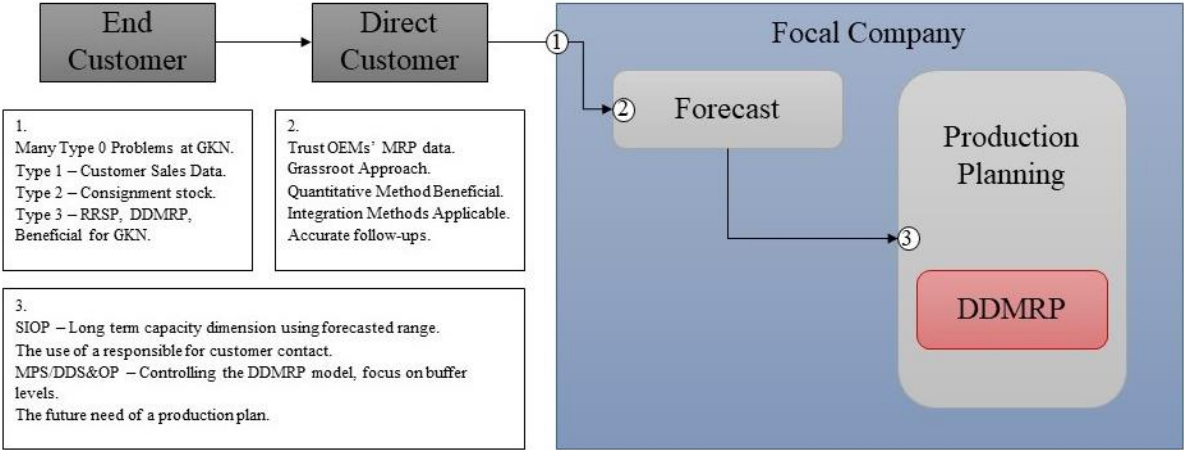 End
Customer
Direct
Customer
1
Focal Company
2
Forecast
Production
Planning
3
DDMRP
1.
Many Type 0 Problems at GKN.
Type 1 – Customer Sales Data.
Type 2 – Consignment stock.
Type 3 – RRSP, DDMRP,
Beneficial for GKN.
2.
Trust OEMs' MRP data.
Grassroot Approach.
Quantitative Method Beneficial.
Integration Methods Applicable.
Accurate follow-ups.
3.
SIOP – Long term capacity dimension using forecasted range.
The use of a responsible for customer contact.
MPS/DDS&OP – Controlling the DDMRP model, focus on buffer
levels.
The future need of a production plan.